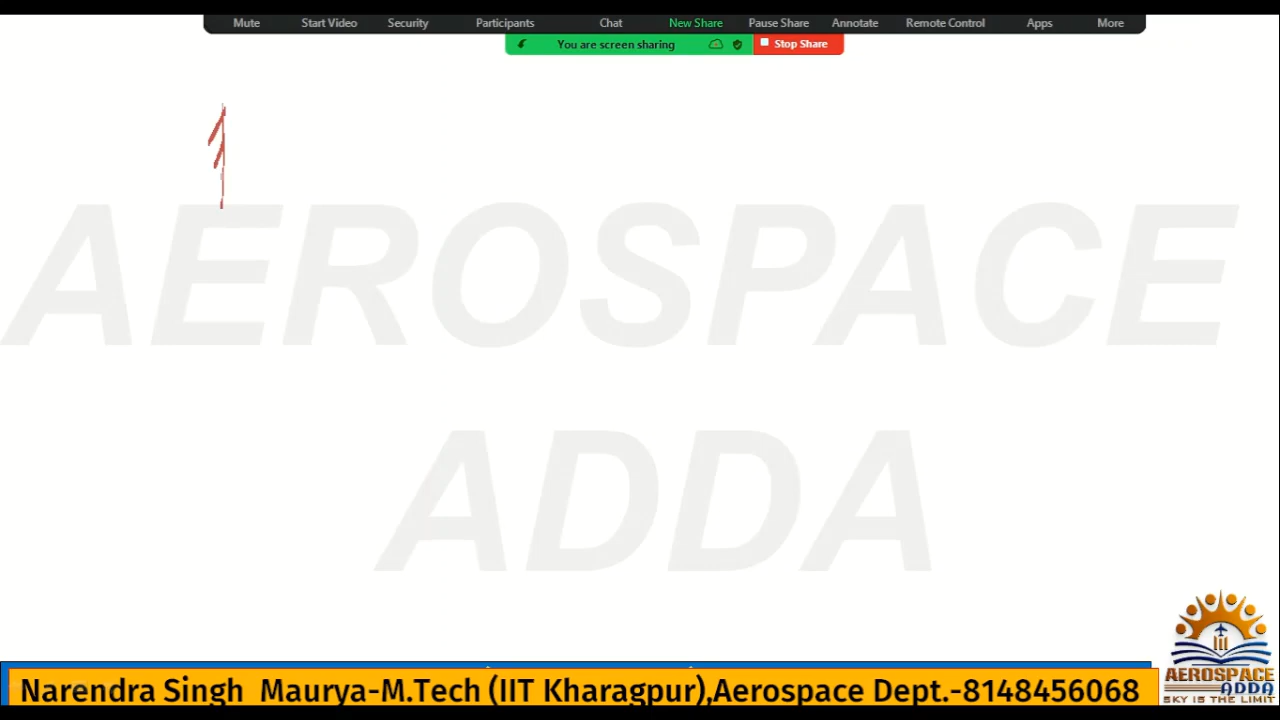 Mute Start Video Security Participants Chat New Share Pause Share Annotate Remote Control Apps More
You are screen sharing Stop Share
AEROSPACE
ADDA
AEROSPACE
ADDA
SKY IS THE LIMIT
Narendra Singh Maurya-M.Tech (IIT Kharagpur),Aerospace Dept.-8148456068